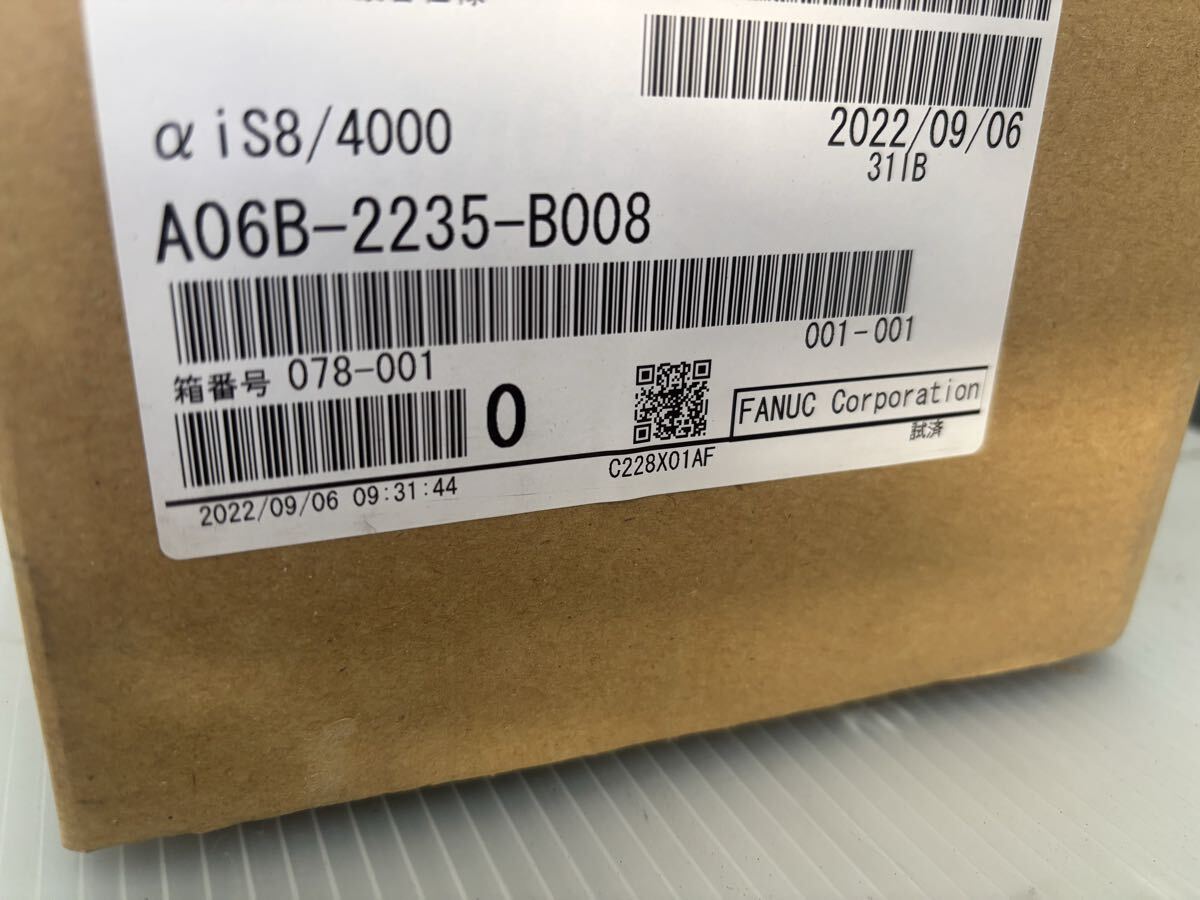 αiS8/4000
2022/09/06
31IB
A06B-2235-B008
001-001
箱番号 078-001
0
FANUC Corporation
試済
C228X01AF
2022/09/06 09:31:44